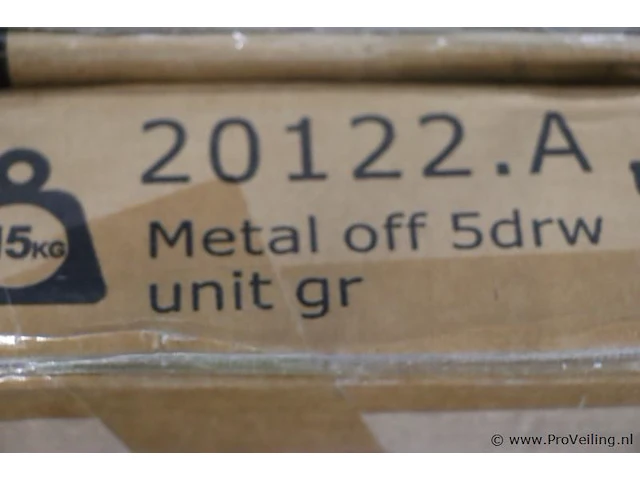 20122.A
15KG
Metal off 5drw
unit gr
© www.ProVeiling.nl